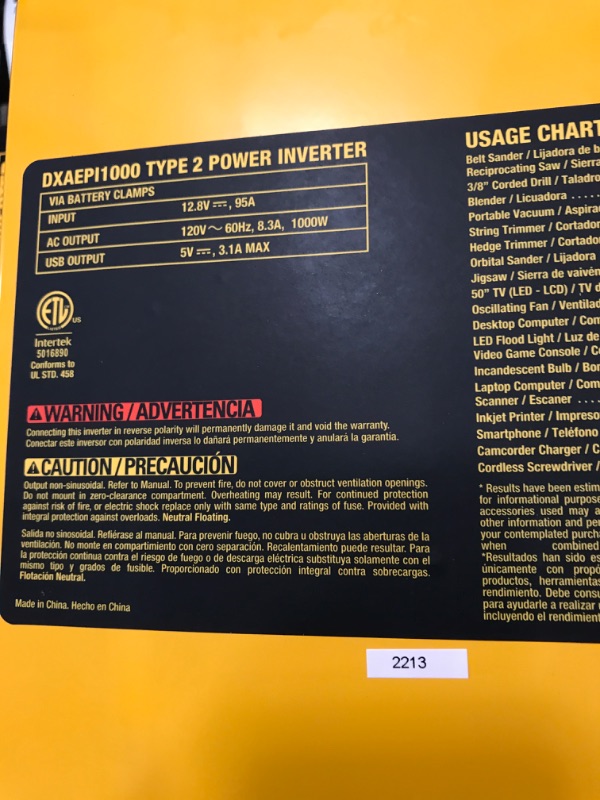 DXAEPI1000 TYPE 2 POWER INVERTER
VIA BATTERY CLAMPS
INPUT 12.8V⎓, 95A
AC OUTPUT 120V～ 60Hz, 8.3A, 1000W
USB OUTPUT 5V⎓, 3.1A MAX
ETL
US
Intertek
5016890
Conforms to
UL STD. 458
WARNING/ADVERTENCIA
Connecting this inverter in reverse polarity will permanently damage it and void the warranty.
Conectar este inversor con polaridad inversa lo dañará permanentemente y anulará la garantía.
CAUTION/PRECAUCIÓN
Output non-sinusoidal. Refer to Manual. To prevent fire, do not cover or obstruct ventilation openings.
Do not mount in zero-clearance compartment. Overheating may result. For continued protection
against risk of fire, or electric shock replace only with same type and ratings of fuse. Provided with
integral protection against overloads. Neutral Floating.
Salida no sinosoidal. Refiérase al manual. Para prevenir fuego, no cubra u obstruya las aberturas de la
ventilación. No monte en compartimiento con cero separación. Recalentamiento puede resultar. Para
la protección continua contra el riesgo de fuego o de descarga eléctrica substituya solamente con el
mismo tipo y grados de fusible. Proporcionado con protección integral contra sobrecargas.
Flotación Neutral.
Made in China. Hecho en China
USAGE CHART
Belt Sander / Lijadora de b
Reciprocating Saw / Sierra
3/8" Corded Drill / Taladro
Blender / Licuadora ....
Portable Vacuum / Aspira
String Trimmer / Cortador
Hedge Trimmer / Cortado
Orbital Sander / Lijadora
Jigsaw / Sierra de vaivén
50" TV (LED - LCD) / TV d
Oscillating Fan / Ventilad
Desktop Computer / Com
LED Flood Light / Luz de
Video Game Console / C
Incandescent Bulb / Bom
Laptop Computer / Com
Scanner / Escaner ....
Inkjet Printer / Impreso
Smartphone / Teléfono
Camcorder Charger / C
Cordless Screwdriver /
* Results have been estim
for informational purpose
accessories used may a
other information and per
your contemplated purcha
when combined
*Resultados han sido es
únicamente con propó
productos, herramientas
rendimiento. Debe consu
para ayudarle a realizar
incluyendo el rendimient
2213